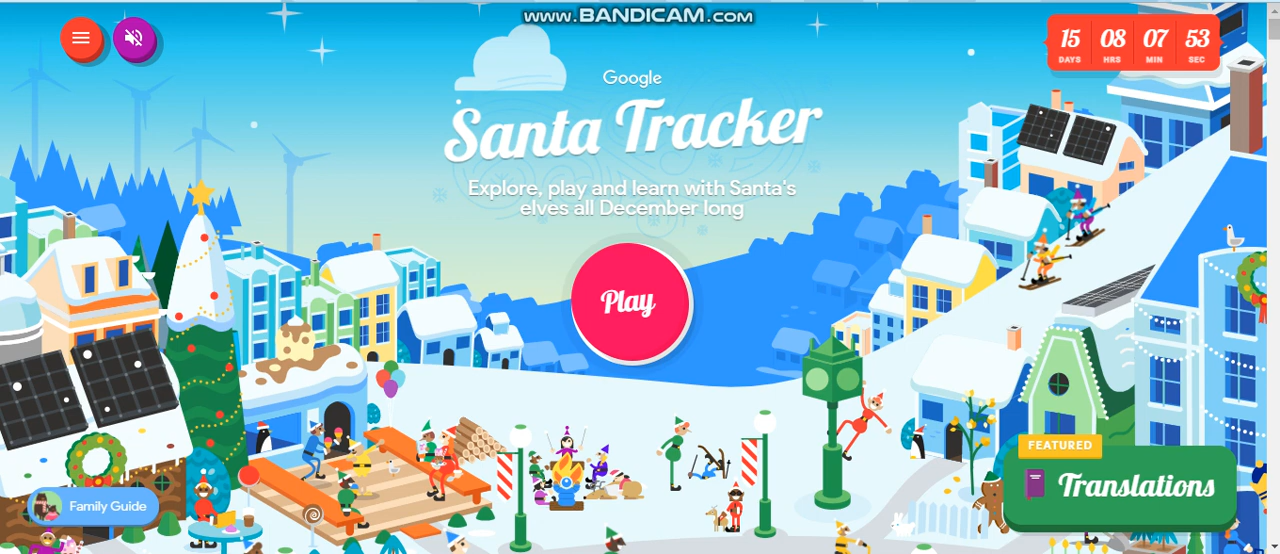 www.BANDICAM.com
15 08 07 53
DAYS HRS MIN SEC
Google
Santa Tracker
Explore, play and learn with Santa's
elves all December long
Play
FEATURED
Translations
Family Guide